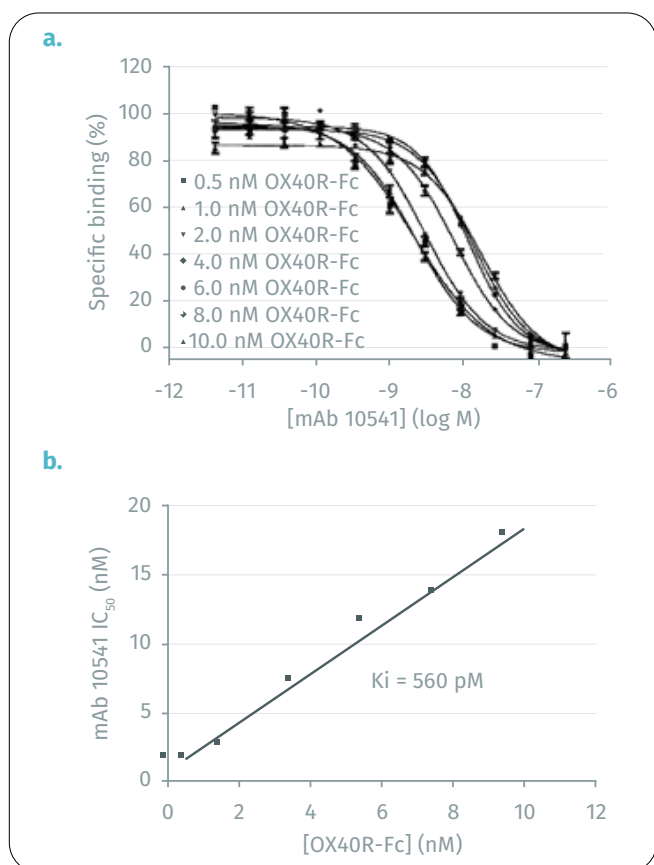 a.
120
100
80
60
40
20
0
Specific binding (%)
0.5 nM OX40R-Fc
1.0 nM OX40R-Fc
2.0 nM OX40R-Fc
4.0 nM OX40R-Fc
6.0 nM OX40R-Fc
8.0 nM OX40R-Fc
10.0 nM OX40R-Fc
-12 -11 -10 -9 -8 -7 -6
[mAb 10541] (log M)
b.
20
15
10
5
0
mAb 10541 IC₅₀ (nM)
Ki = 560 pM
0 2 4 6 8 10 12
[OX40R-Fc] (nM)